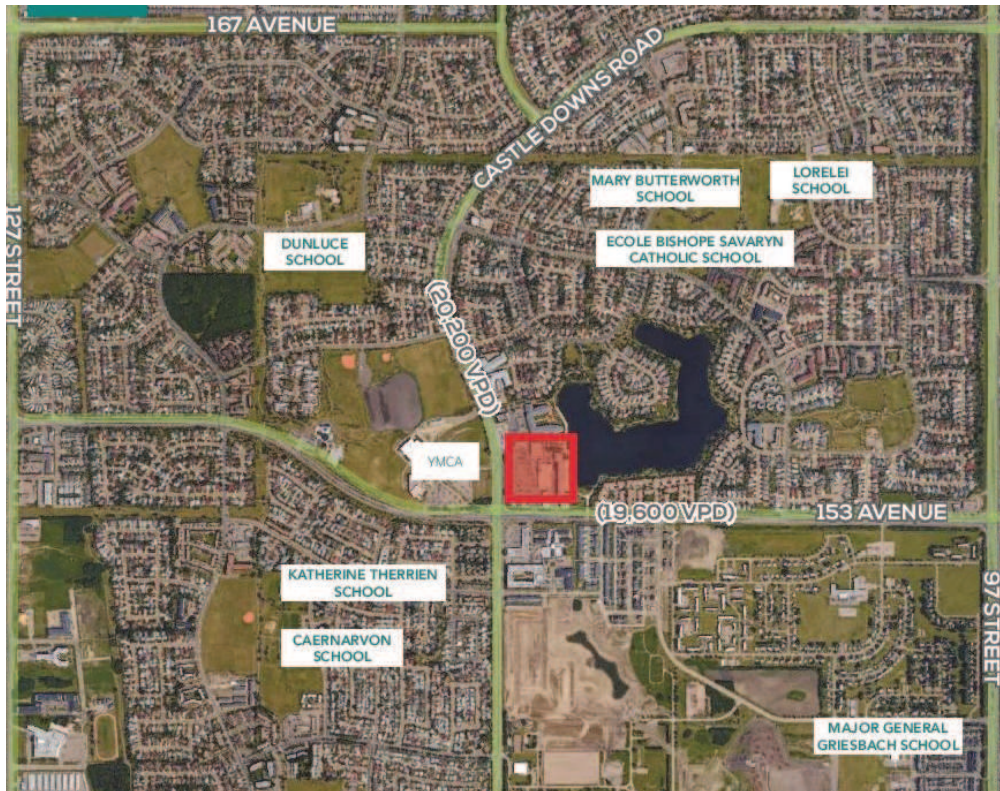 167 AVENUE
CASTLE DOWNS ROAD
MARY BUTTERWORTH
SCHOOL
LORELEI
SCHOOL
127 STREET
DUNLUCE
SCHOOL
ECOLE BISHOPE SAVARYN
CATHOLIC SCHOOL
(20,200 VPD)
YMCA
(19,600 VPD)
153 AVENUE
KATHERINE THERRIEN
SCHOOL
97 STREET
CAERNARVON
SCHOOL
MAJOR GENERAL
GRIESBACH SCHOOL